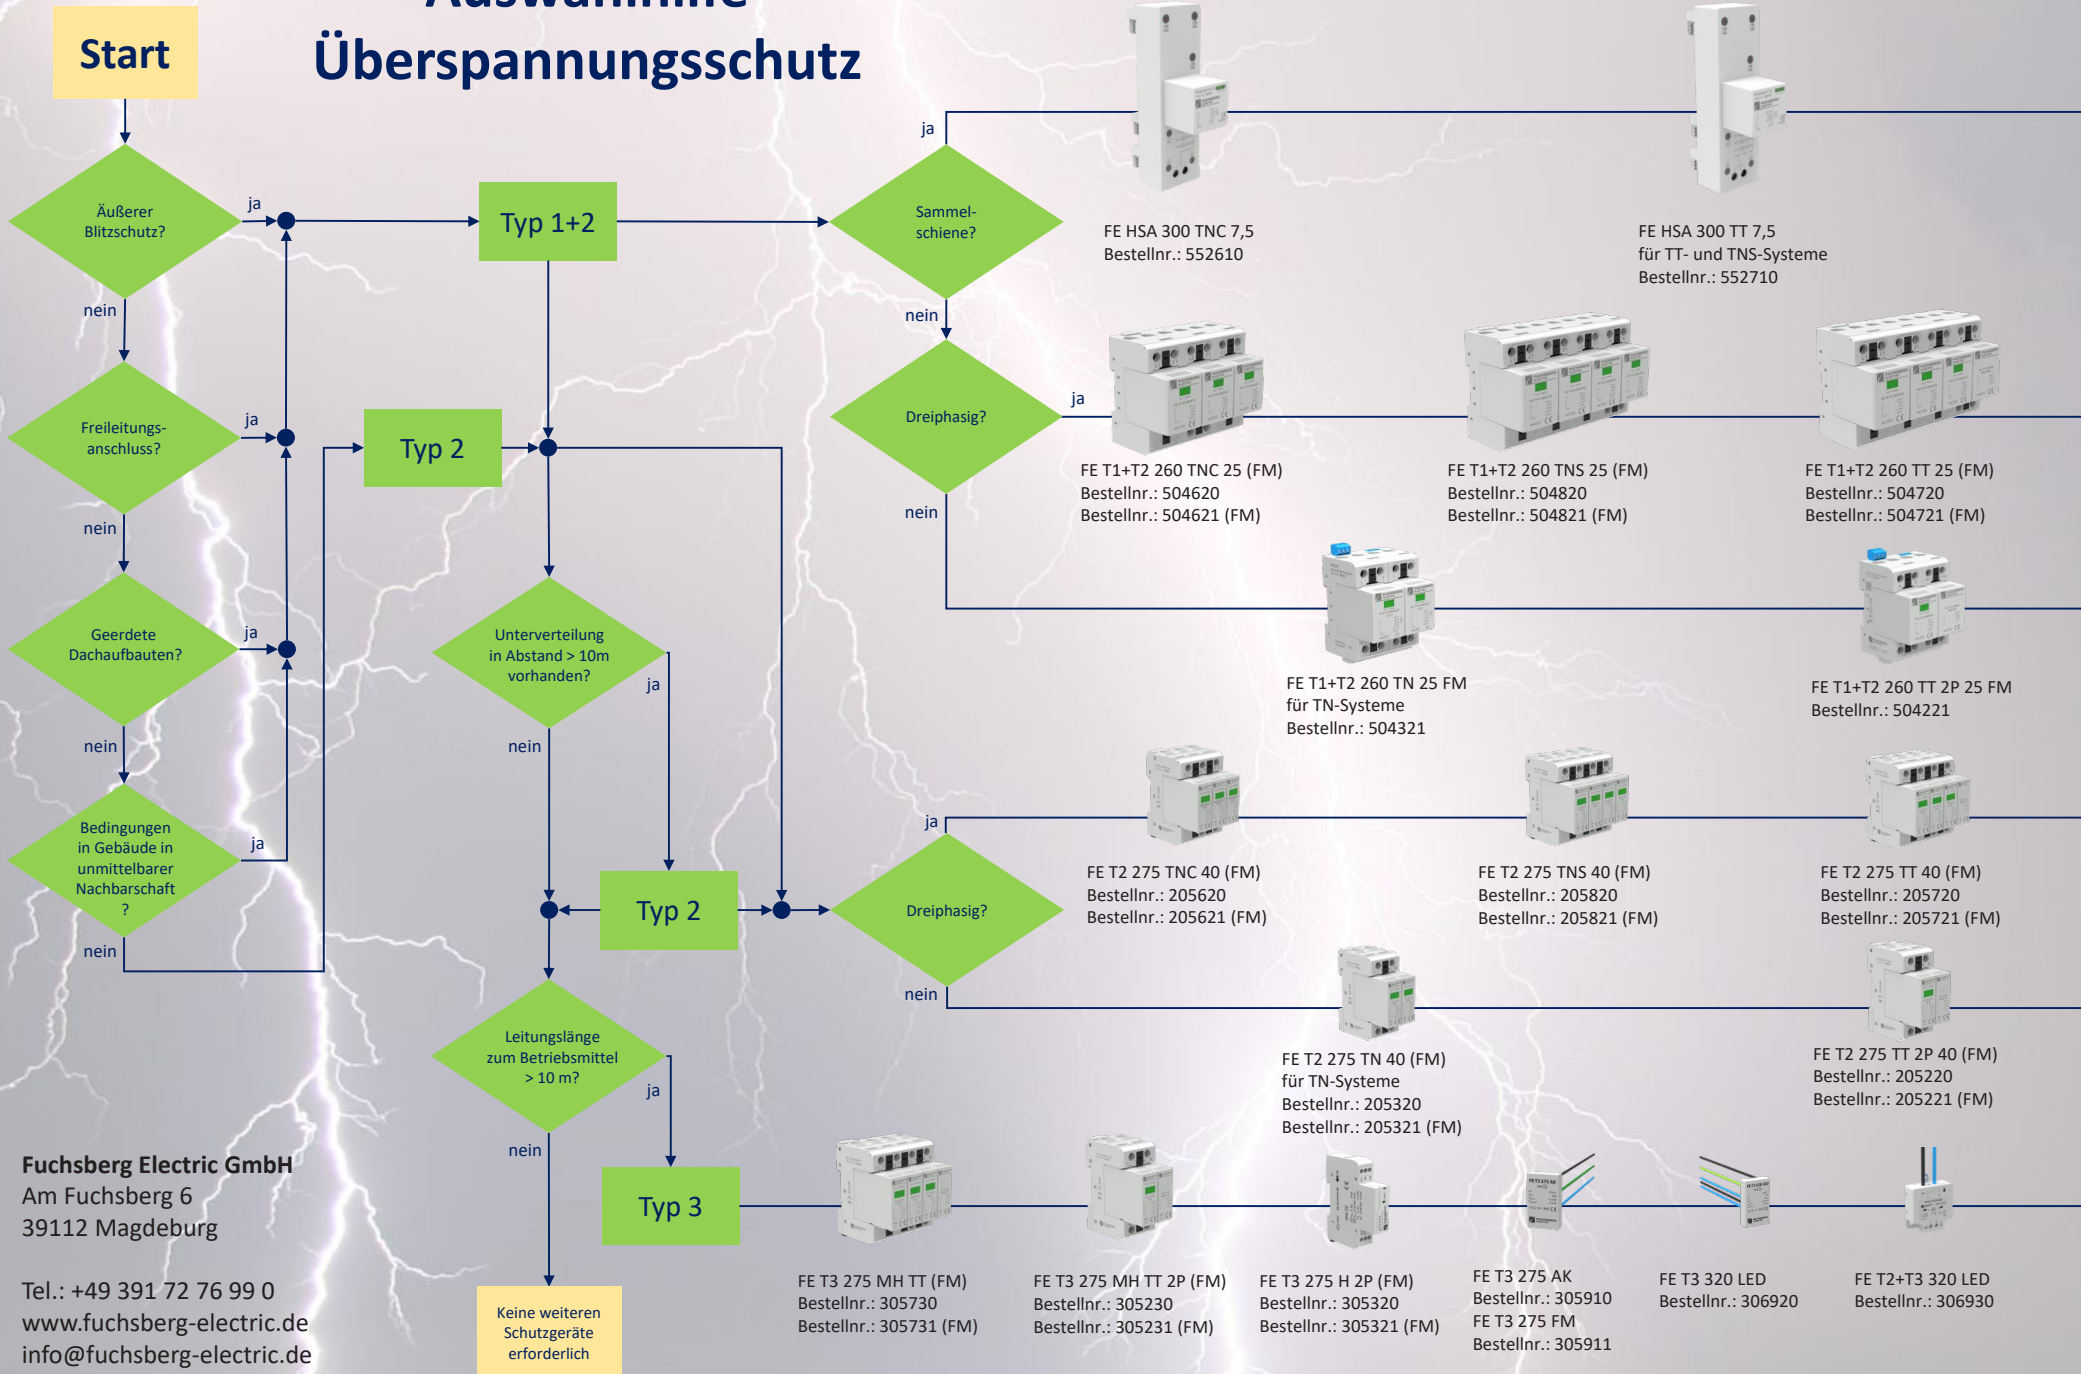 Auswahlhilfe
Überspannungsschutz
Start
Äußerer
Blitzschutz?
ja
nein
Freileitungs-
anschluss?
ja
nein
Geerdete
Dachaufbauten?
ja
nein
Bedingungen
in Gebäude in
unmittelbarer
Nachbarschaft
?
ja
nein
Typ 1+2
Typ 2
Unterverteilung
in Abstand > 10m
vorhanden?
ja
nein
Typ 2
Leitungslänge
zum Betriebsmittel
> 10 m?
ja
nein
Typ 3
Keine weiteren
Schutzgeräte
erforderlich
Sammel-
schiene?
ja
nein
FE HSA 300 TNC 7,5
Bestellnr.: 552610
FE HSA 300 TT 7,5
für TT- und TNS-Systeme
Bestellnr.: 552710
Dreiphasig?
ja
nein
FE T1+T2 260 TNC 25 (FM)
Bestellnr.: 504620
Bestellnr.: 504621 (FM)
FE T1+T2 260 TNS 25 (FM)
Bestellnr.: 504820
Bestellnr.: 504821 (FM)
FE T1+T2 260 TT 25 (FM)
Bestellnr.: 504720
Bestellnr.: 504721 (FM)
FE T1+T2 260 TN 25 FM
für TN-Systeme
Bestellnr.: 504321
FE T1+T2 260 TT 2P 25 FM
Bestellnr.: 504221
Dreiphasig?
ja
nein
FE T2 275 TNC 40 (FM)
Bestellnr.: 205620
Bestellnr.: 205621 (FM)
FE T2 275 TNS 40 (FM)
Bestellnr.: 205820
Bestellnr.: 205821 (FM)
FE T2 275 TT 40 (FM)
Bestellnr.: 205720
Bestellnr.: 205721 (FM)
FE T2 275 TN 40 (FM)
für TN-Systeme
Bestellnr.: 205320
Bestellnr.: 205321 (FM)
FE T2 275 TT 2P 40 (FM)
Bestellnr.: 205220
Bestellnr.: 205221 (FM)
FE T3 275 MH TT (FM)
Bestellnr.: 305730
Bestellnr.: 305731 (FM)
FE T3 275 MH TT 2P (FM)
Bestellnr.: 305230
Bestellnr.: 305231 (FM)
FE T3 275 H 2P (FM)
Bestellnr.: 305320
Bestellnr.: 305321 (FM)
FE T3 275 AK
FE T3 275 AK
Bestellnr.: 305910
FE T3 275 FM
Bestellnr.: 305911
FE T3 320 LED
Bestellnr.: 306920
FE T2+T3 320 LED
Bestellnr.: 306930
Fuchsberg Electric GmbH
Am Fuchsberg 6
39112 Magdeburg
Tel.: +49 391 72 76 99 0
www.fuchsberg-electric.de
info@fuchsberg-electric.de